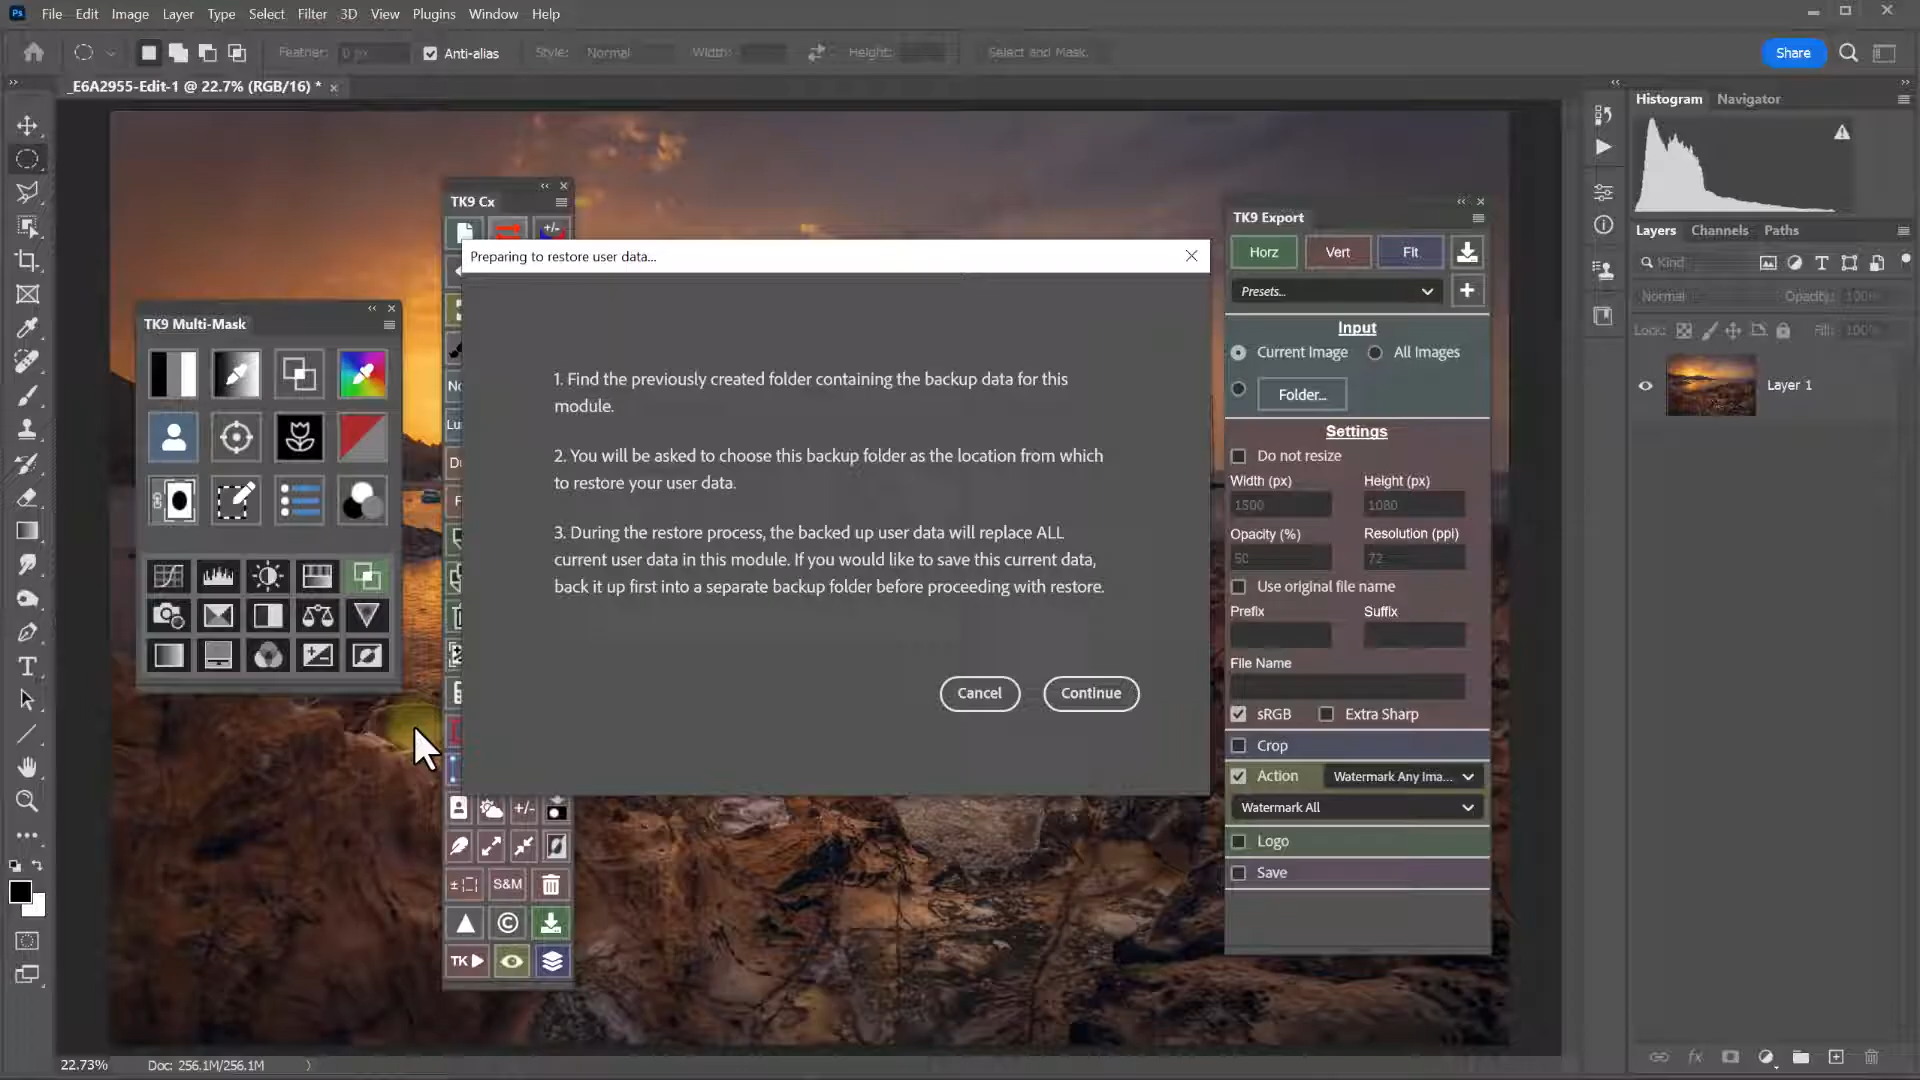 Ps File Edit Image Layer Type Select Filter 3D View Plugins Window Help
Feather: 0 px Anti-alias Style: Normal Width: Height: Select and Mask... Share
_E6A2955-Edit-1 @ 22.7% (RGB/16) *
Histogram Navigator
TK9 Cx
TK9 Export
Horz Vert Fit
Presets...
Preparing to restore user data...
1. Find the previously created folder containing the backup data for this
module.
2. You will be asked to choose this backup folder as the location from which
to restore your user data.
3. During the restore process, the backed up user data will replace ALL
current user data in this module. If you would like to save this current data,
back it up first into a separate backup folder before proceeding with restore.
Cancel Continue
TK9 Multi-Mask
Input
Current Image All Images
Folder...
Settings
Do not resize
Width (px) Height (px)
1500 1080
Opacity (%) Resolution (ppi)
50 72
Use original file name
Prefix Suffix
File Name
sRGB Extra Sharp
Crop
Action Watermark Any Ima...
Watermark All
Logo
Save
+/-
+/-
S&M
TK
Layers Channels Paths
Kind
Normal Opacity: 100%
Lock: Fill: 100%
Layer 1
fx
22.73% Doc: 256.1M/256.1M